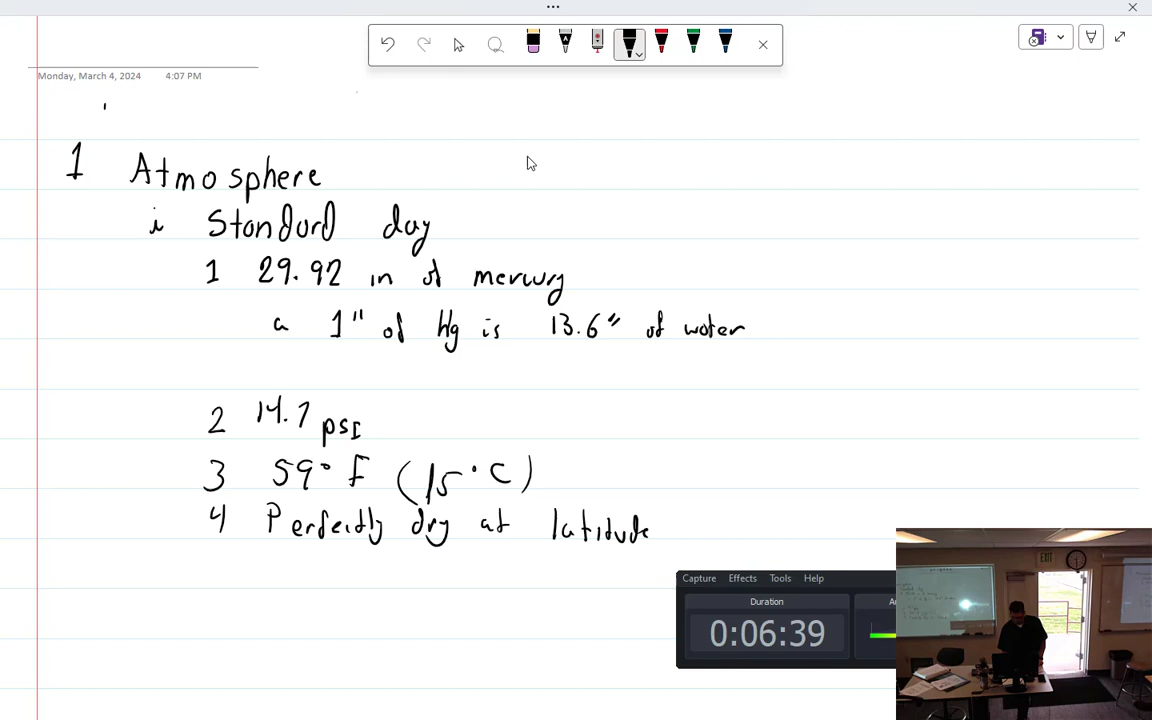 Monday, March 4, 2024 4:07 PM
1 Atmosphere
i Standard day
1 29.92 in of mercury
a 1" of Hg is 13.6" of water
2 14.7 psi
3 59° F (15°C)
4 Perfectly dry at latitude
Capture Effects Tools Help
Duration
0:06:39
EXIT